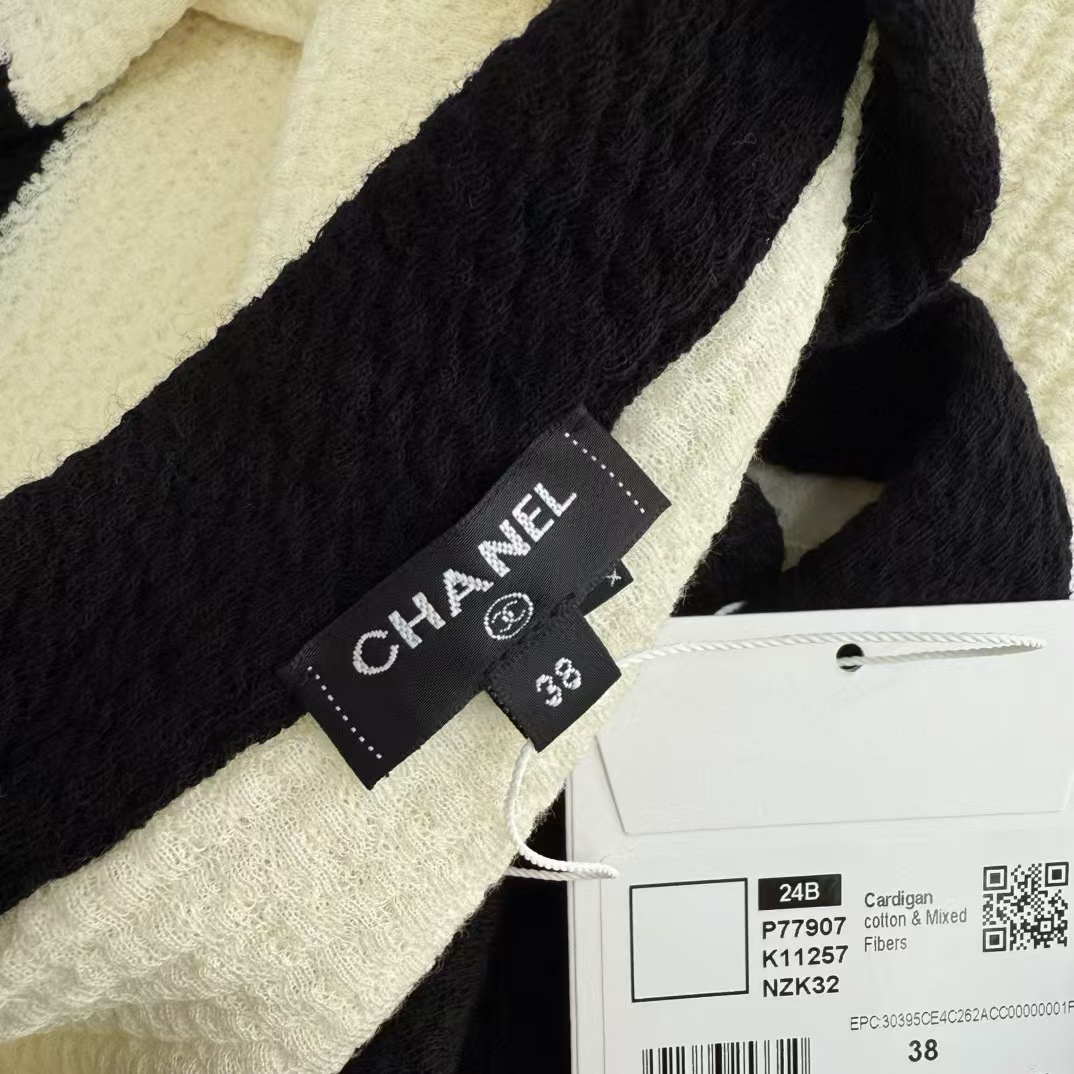 CHANEL
38
24B
P77907
K11257
NZK32
Cardigan
cotton & Mixed
Fibers
EPC:30395CE4C262ACC00000001F
38